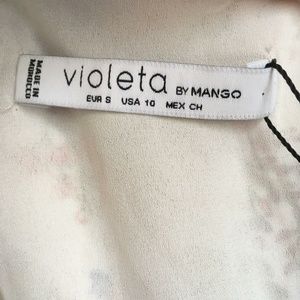 MADE IN
MOROCCO
violeta BY MANGO
EUR S USA 10 MEX CH